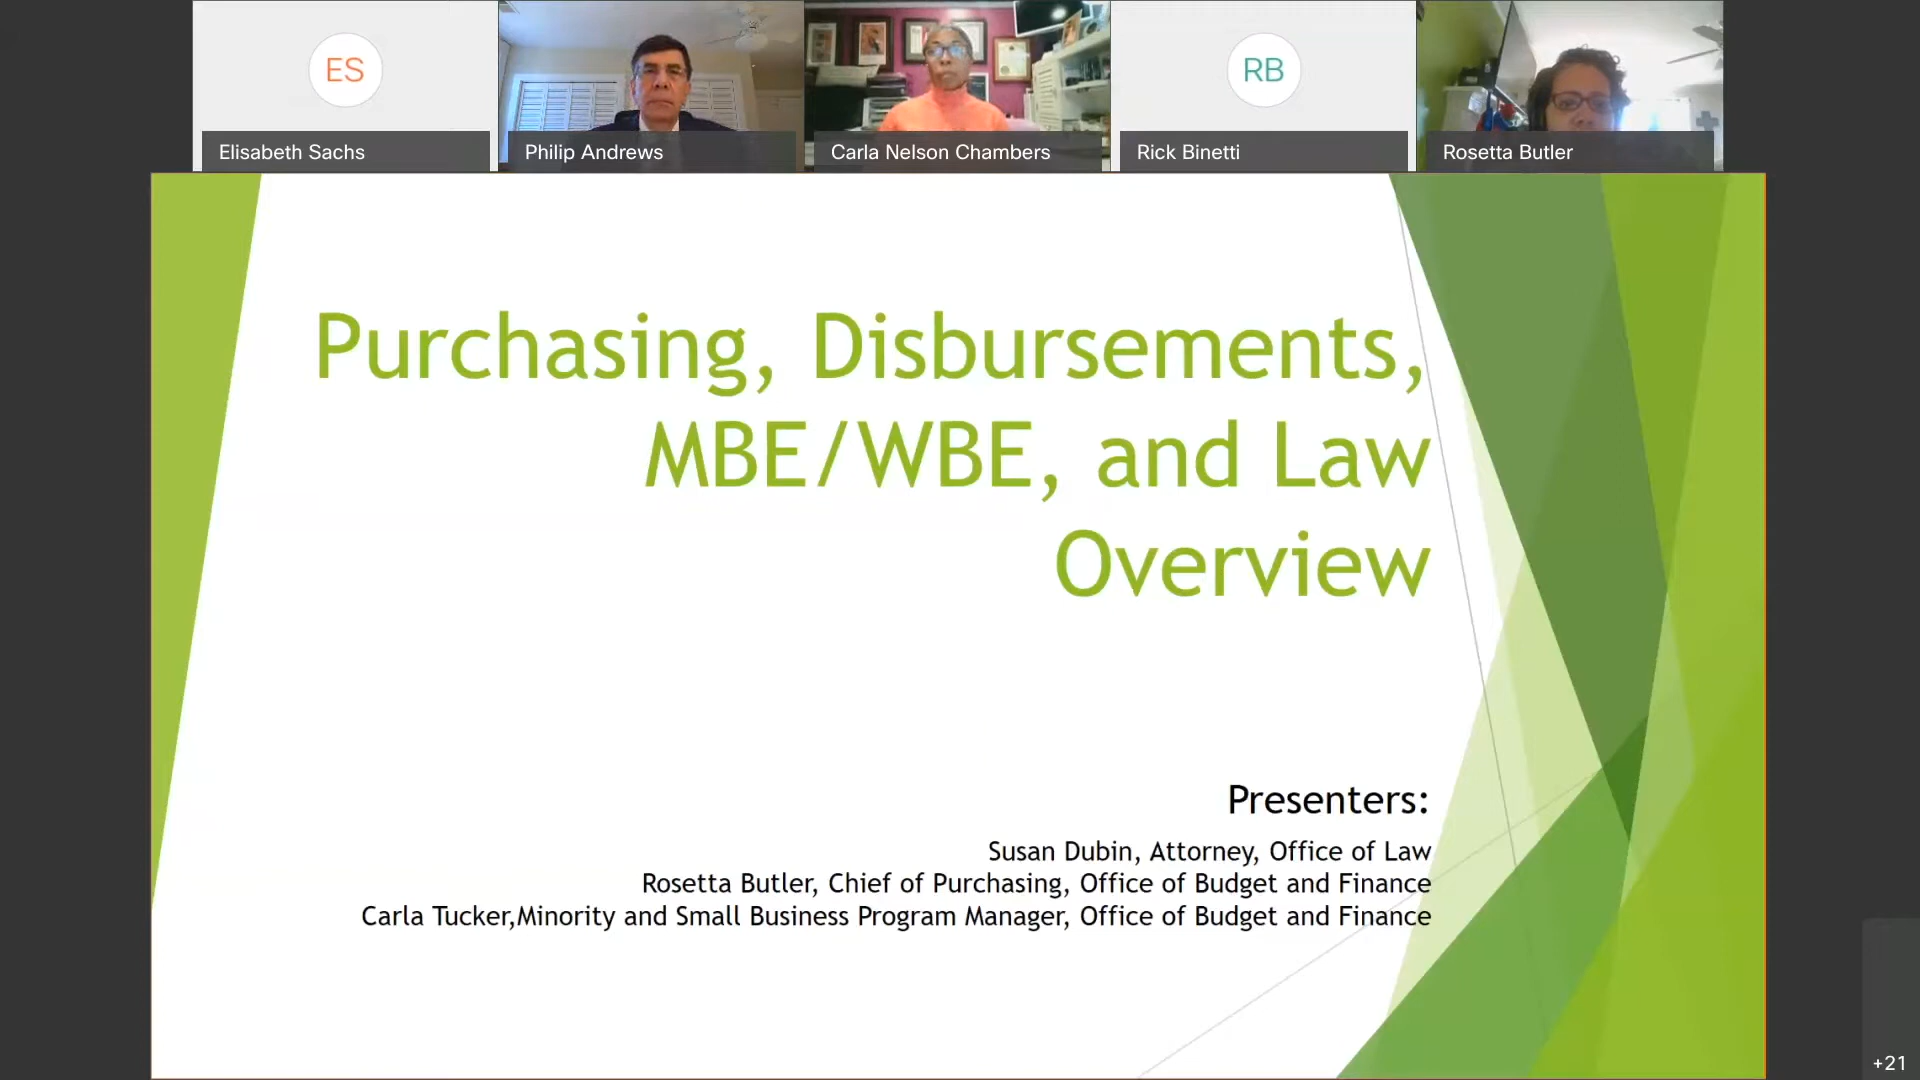 ES
RB
Elisabeth Sachs
Philip Andrews
Carla Nelson Chambers
Rick Binetti
Rosetta Butler
Purchasing, Disbursements,
MBE/WBE, and Law
Overview
Presenters:
Susan Dubin, Attorney, Office of Law
Rosetta Butler, Chief of Purchasing, Office of Budget and Finance
Carla Tucker,Minority and Small Business Program Manager, Office of Budget and Finance
+21